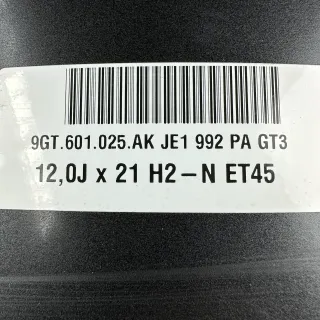 9GT.601.025.AK JE1 992 PA GT3
12,0J x 21 H2–N ET45